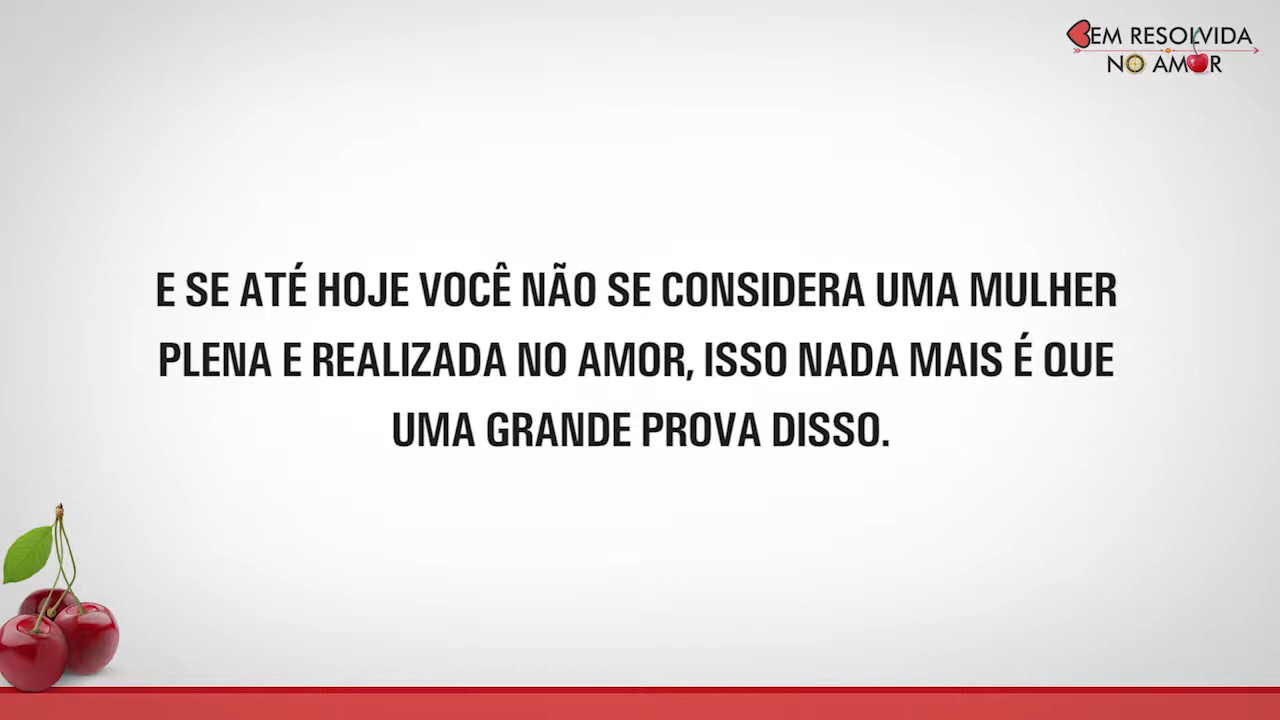 BEM RESOLVIDA
NO AMOR
E SE ATÉ HOJE VOCÊ NÃO SE CONSIDERA UMA MULHER
PLENA E REALIZADA NO AMOR, ISSO NADA MAIS É QUE
UMA GRANDE PROVA DISSO.